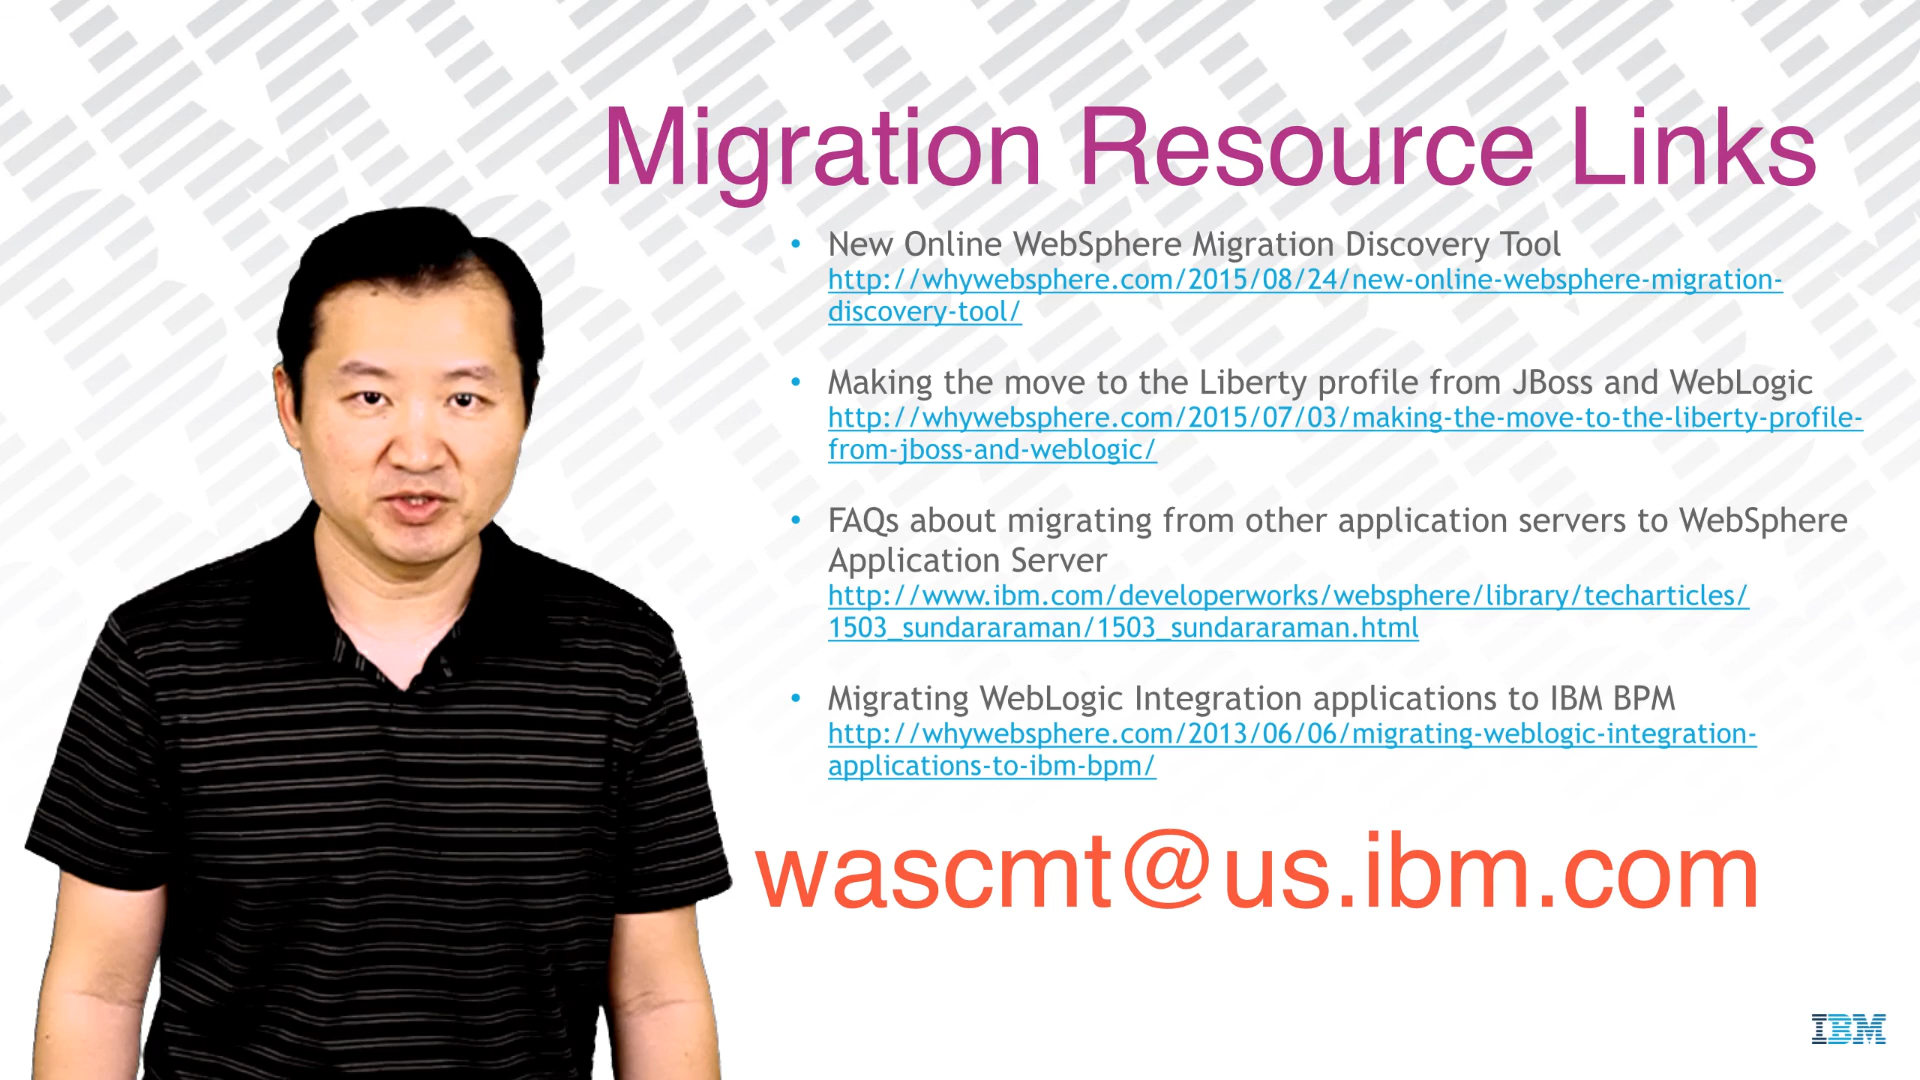 Migration Resource Links
• New Online WebSphere Migration Discovery Tool
http://whywebsphere.com/2015/08/24/new-online-websphere-migration-
discovery-tool/
• Making the move to the Liberty profile from JBoss and WebLogic
http://whywebsphere.com/2015/07/03/making-the-move-to-the-liberty-profile-
from-jboss-and-weblogic/
• FAQs about migrating from other application servers to WebSphere
Application Server
http://www.ibm.com/developerworks/websphere/library/techarticles/
1503_sundararaman/1503_sundararaman.html
• Migrating WebLogic Integration applications to IBM BPM
http://whywebsphere.com/2013/06/06/migrating-weblogic-integration-
applications-to-ibm-bpm/
wascmt@us.ibm.com
IBM